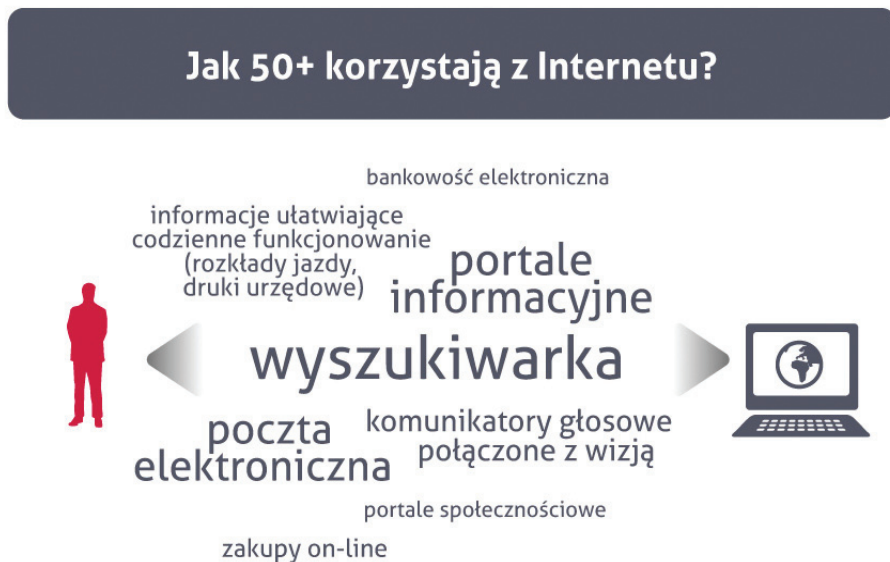 Jak 50+ korzystają z Internetu?
bankowość elektroniczna
informacje ułatwiające
codzienne funkcjonowanie
(rozkłady jazdy,
druki urzędowe)
portale
informacyjne
wyszukiwarka
poczta
elektroniczna
komunikatory głosowe
połączone z wizją
portale społecznościowe
zakupy on-line